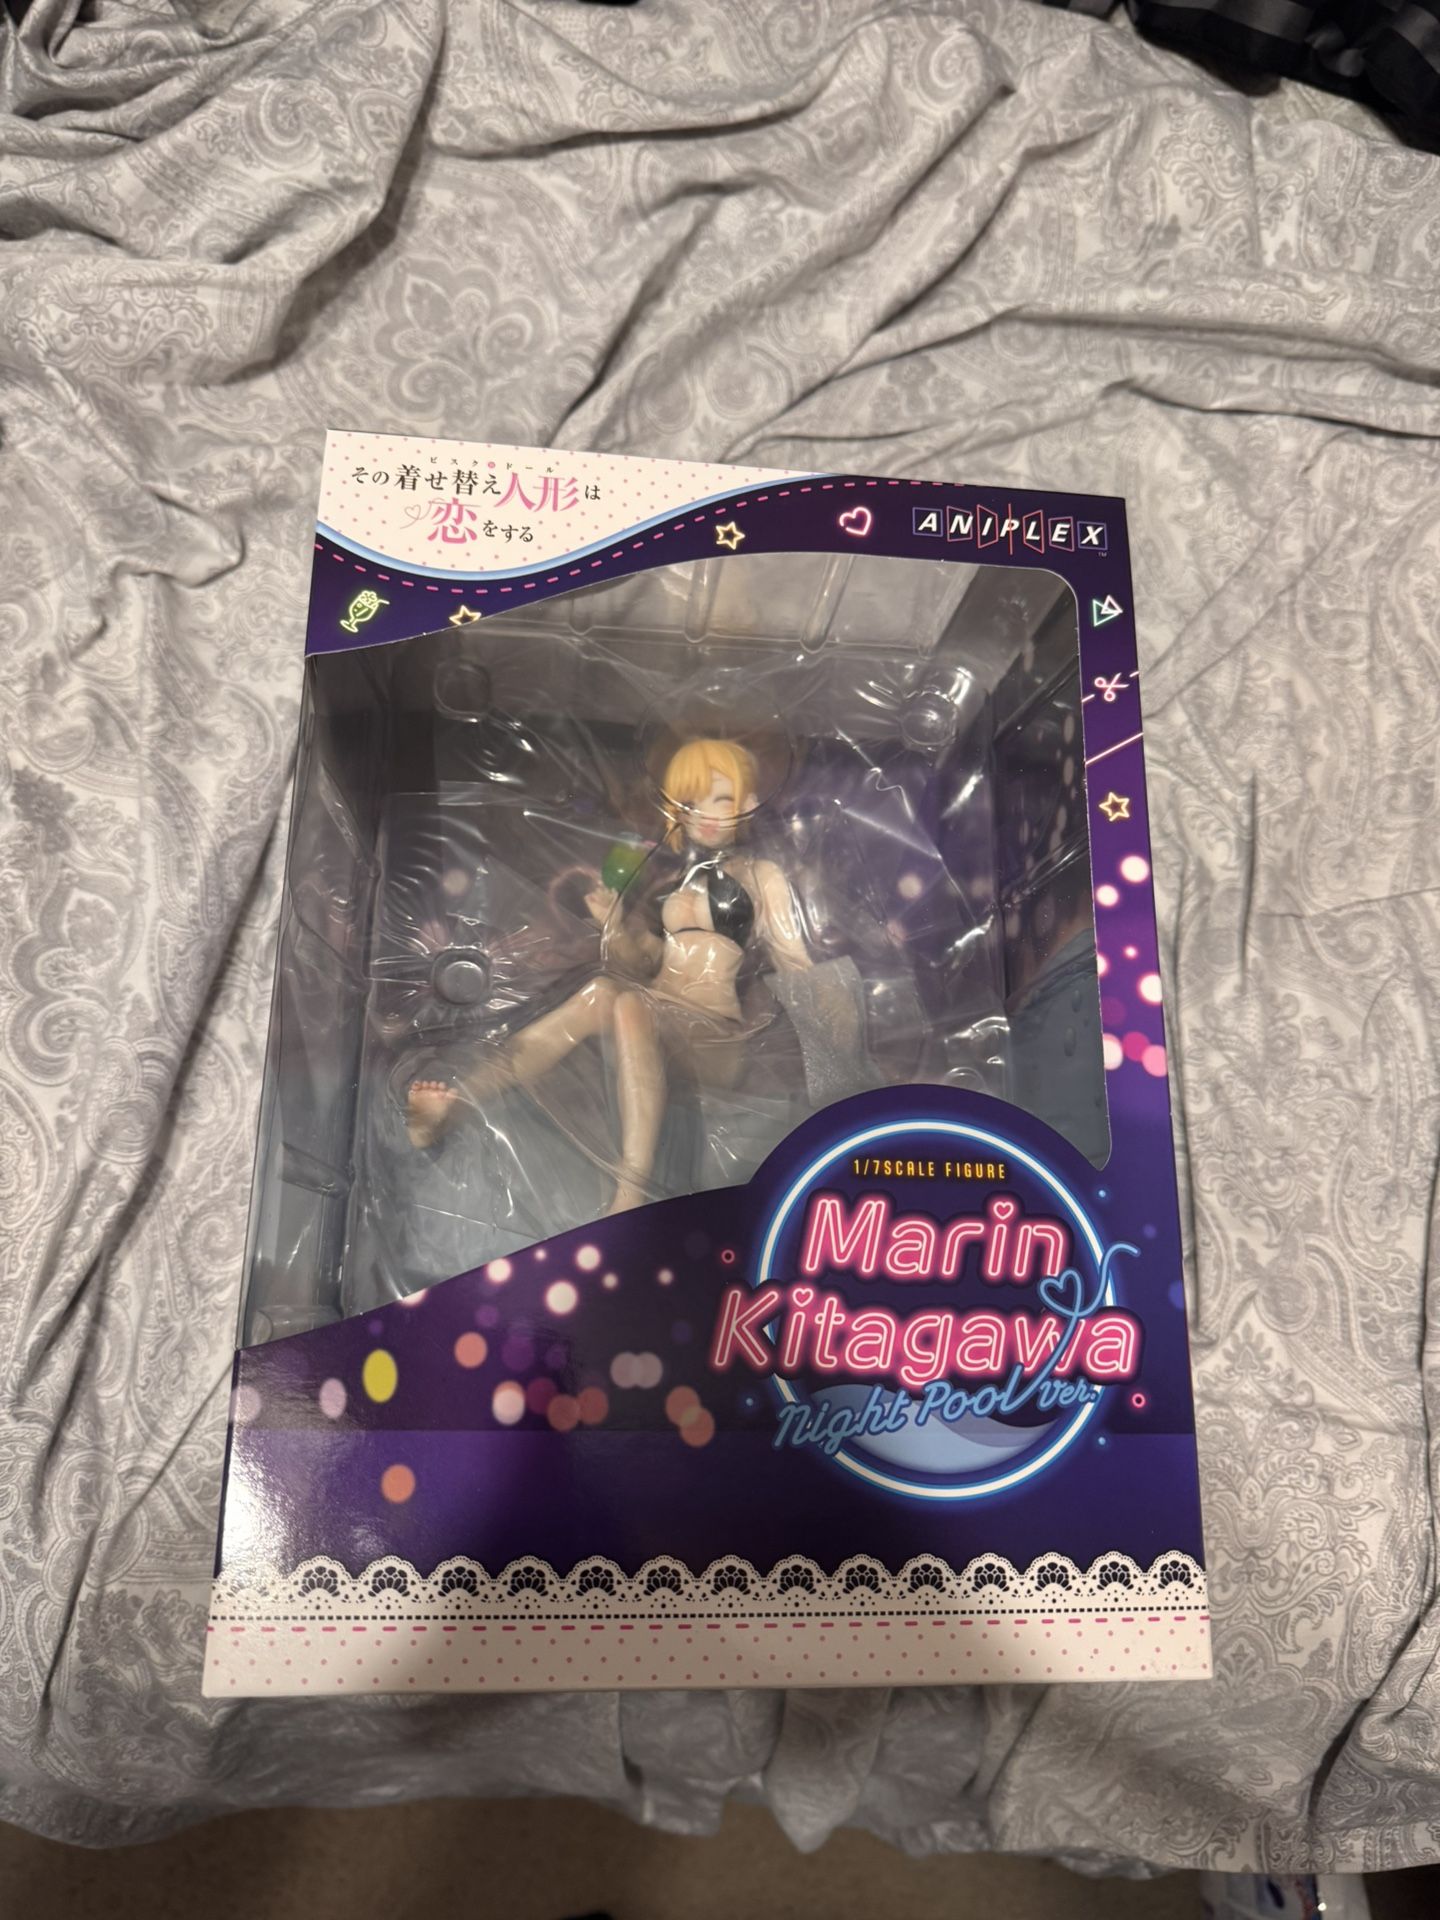 ビスク・ドール
その着せ替え人形は
恋をする
ANIPLEX
TM
1/7SCALE FIGURE
Marin
Kitagawa
Night Pool ver.